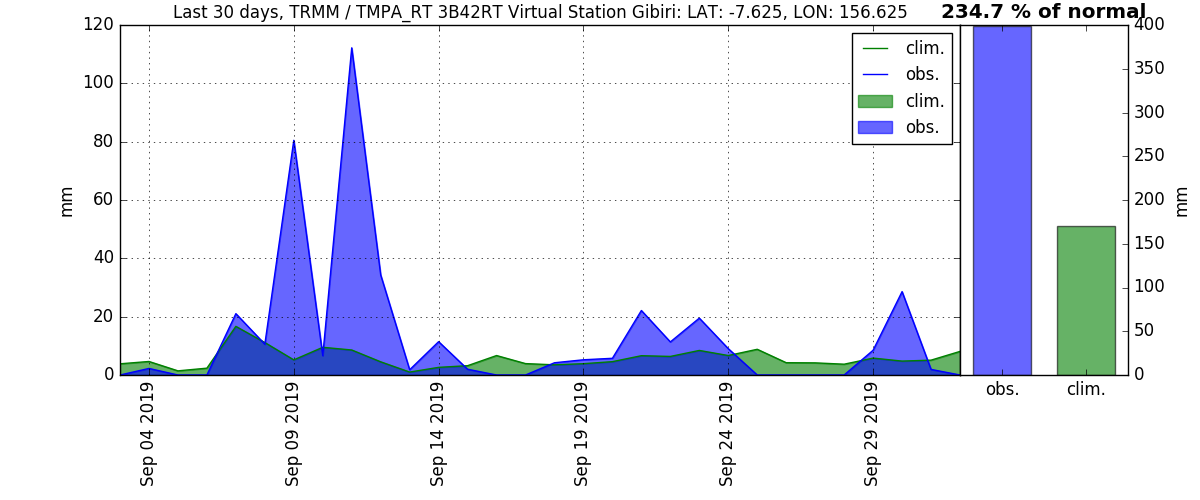 Last 30 days, TRMM / TMPA_RT 3B42RT Virtual Station Gibiri: LAT: -7.625, LON: 156.625
234.7 % of normal
120
100
80
60
40
20
0
mm
clim.
obs.
clim.
obs.
Sep 04 2019
Sep 09 2019
Sep 14 2019
Sep 19 2019
Sep 24 2019
Sep 29 2019
400
350
300
250
200
150
100
50
0
mm
obs.
clim.